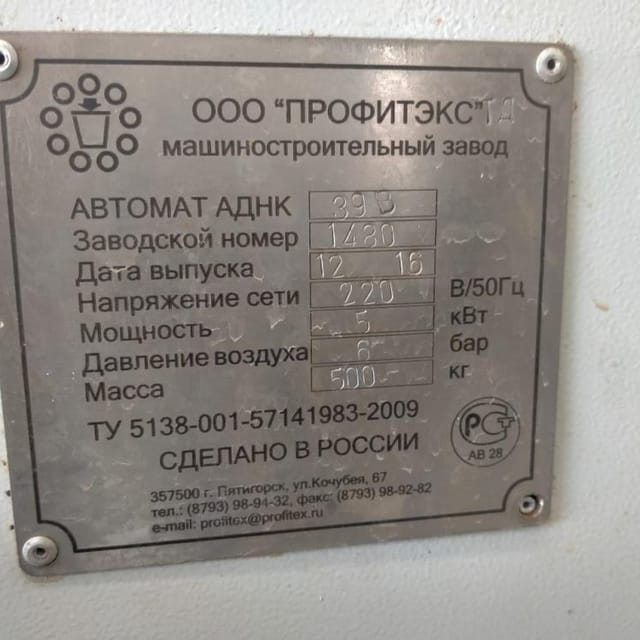 ООО "ПРОФИТЭКС" ТД
машиностроительный завод
АВТОМАТ АДНК 39В
Заводской номер 1480
Дата выпуска 12 16
Напряжение сети 220 В/50Гц
Мощность 5 кВт
Давление воздуха 6 бар
Масса 500 кг
ТУ 5138-001-57141983-2009
СДЕЛАНО В РОССИИ
РСТ
АВ 28
357500 г. Пятигорск, ул.Кочубея, 67
тел.: (8793) 98-94-32, факс: (8793) 98-92-82
e-mail: profitex@profitex.ru